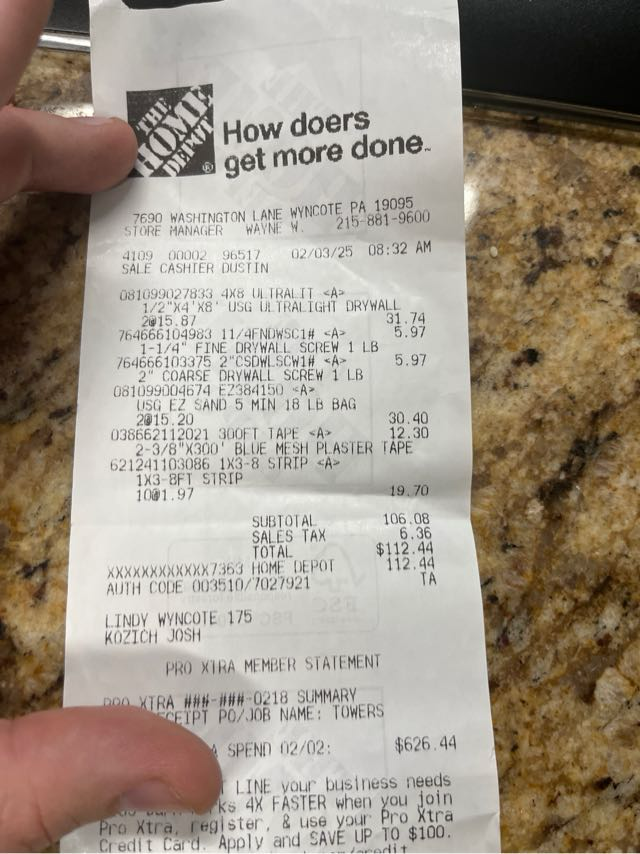 THE HOME DEPOT ®
How doers
get more done™
7690 WASHINGTON LANE WYNCOTE PA 19095
STORE MANAGER WAYNE W. 215-881-9600
4109 00002 96517 02/03/25 08:32 AM
SALE CASHIER DUSTIN
081099027833 4X8 ULTRALIT <A>
1/2"X4'X8' USG ULTRALIGHT DRYWALL
2@15.87 31.74
764666104983 11/4FNDWSC1# <A> 5.97
1-1/4" FINE DRYWALL SCREW 1 LB
764666103375 2"CSDWLSCW1# <A> 5.97
2" COARSE DRYWALL SCREW 1 LB
081099004674 EZ384150 <A>
USG EZ SAND 5 MIN 18 LB BAG
2@15.20 30.40
038662112021 300FT TAPE <A> 12.30
2-3/8"X300' BLUE MESH PLASTER TAPE
621241103086 1X3-8 STRIP <A>
1X3-8FT STRIP
10@1.97 19.70
SUBTOTAL 106.08
SALES TAX 6.36
TOTAL $112.44
XXXXXXXXXXXX7363 HOME DEPOT 112.44
AUTH CODE 003510/7027921 TA
LINDY WYNCOTE 175
KOZICH JOSH
PRO XTRA MEMBER STATEMENT
PRO XTRA ###-###-0218 SUMMARY
PO/JOB NAME: TOWERS
SPEND 02/02: $626.44
LINE your business needs
4X FASTER when you join
Pro Xtra, register, & use your Pro Xtra
Credit Card. Apply and SAVE UP TO $100.